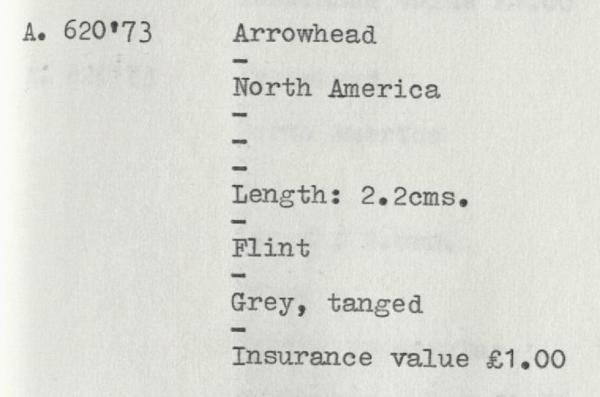 A. 620'73 Arrowhead
-
North America
-
-
-
Length: 2.2cms.
-
Flint
-
Grey, tanged
-
Insurance value £1.00